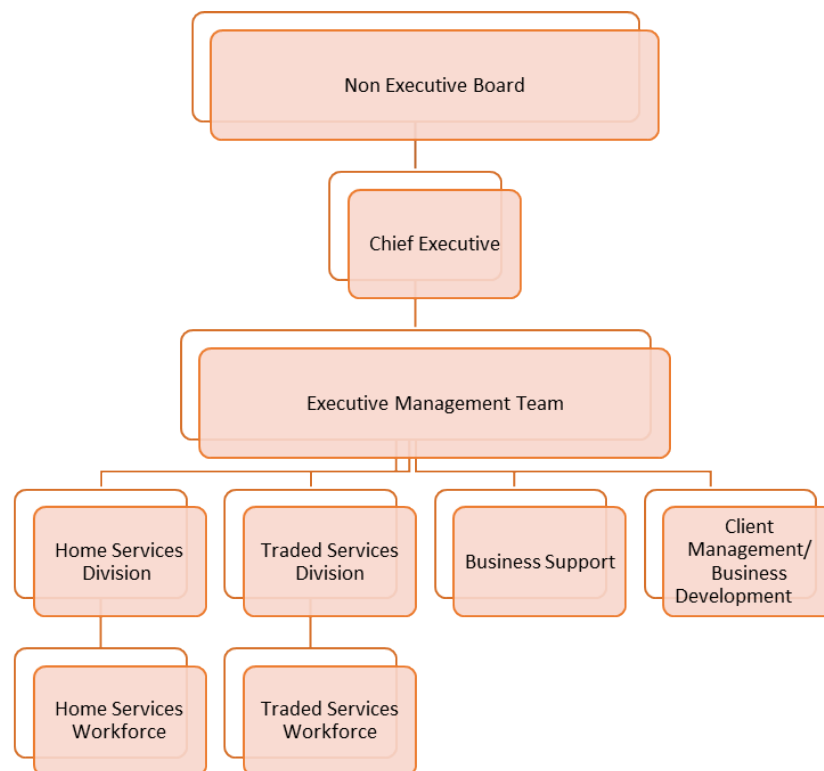 Non Executive Board
Chief Executive
Executive Management Team
Home Services
Division
Traded Services
Division
Business Support
Client
Management/
Business
Development
Home Services
Workforce
Traded Services
Workforce